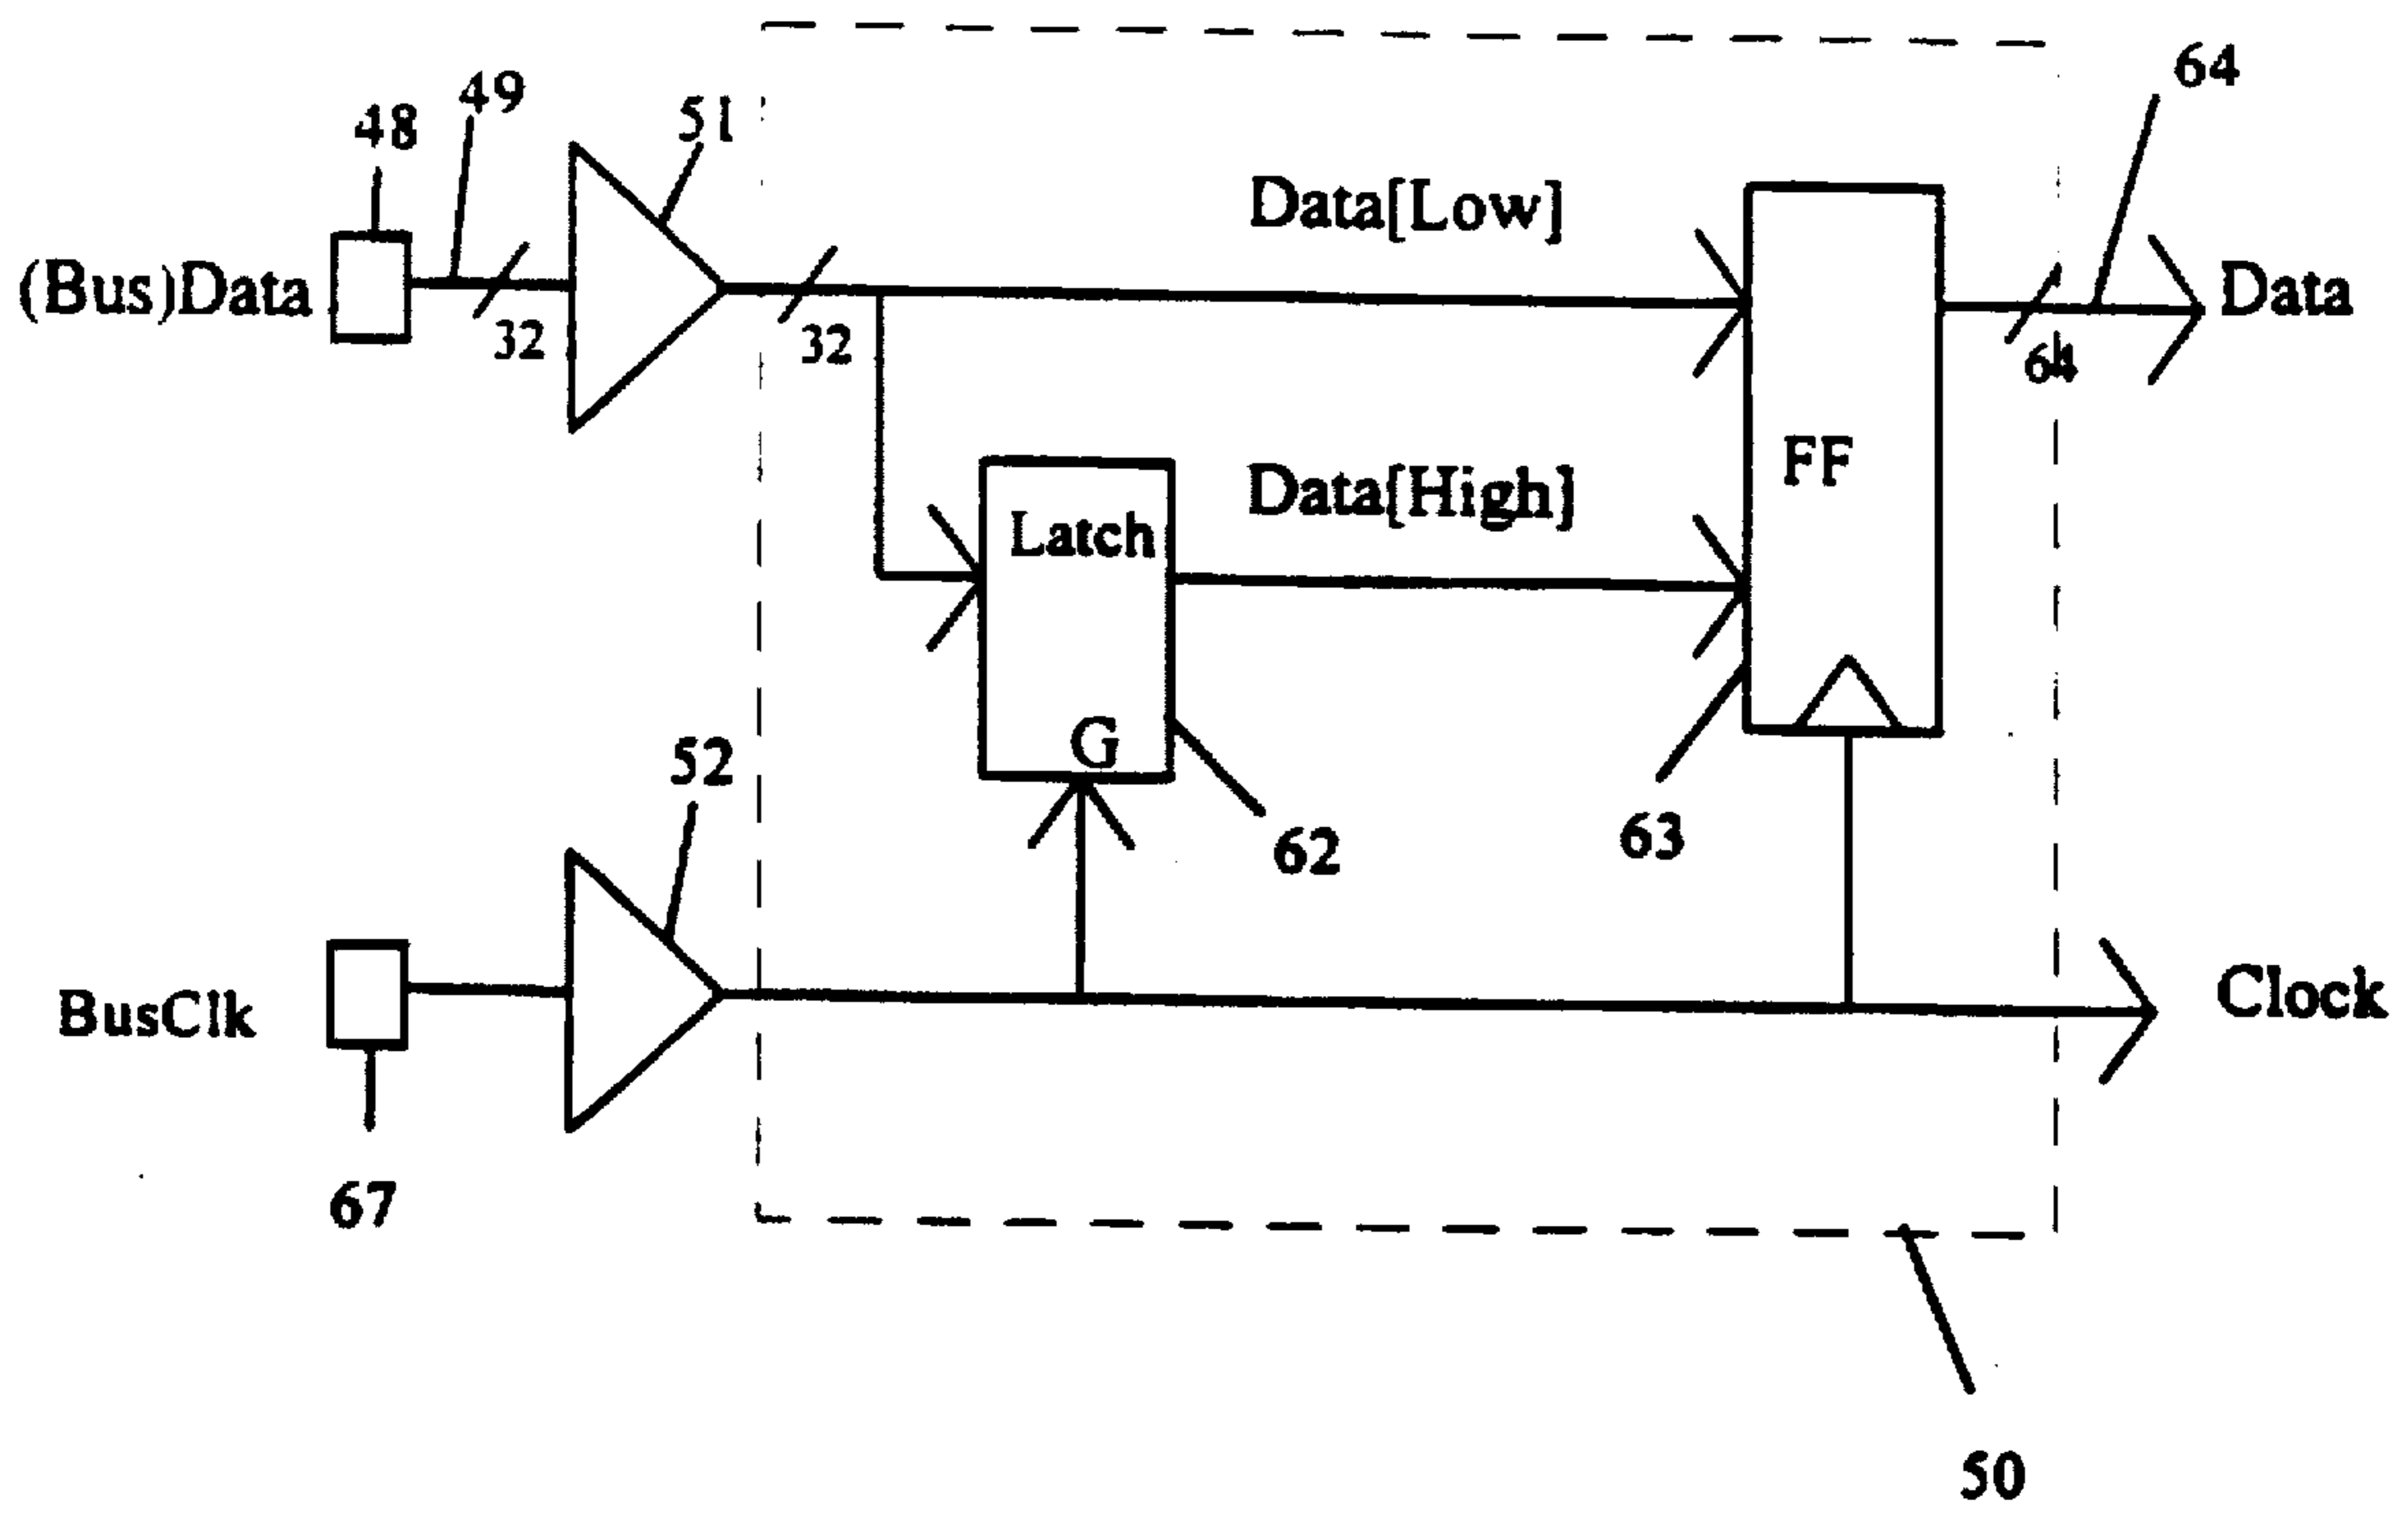 64
49
51
48
Data[Low]
(Bus)Data
Data
32
32
64
FF
Data[High]
Latch
G
52
63
62
BusClk
Clock
67
50